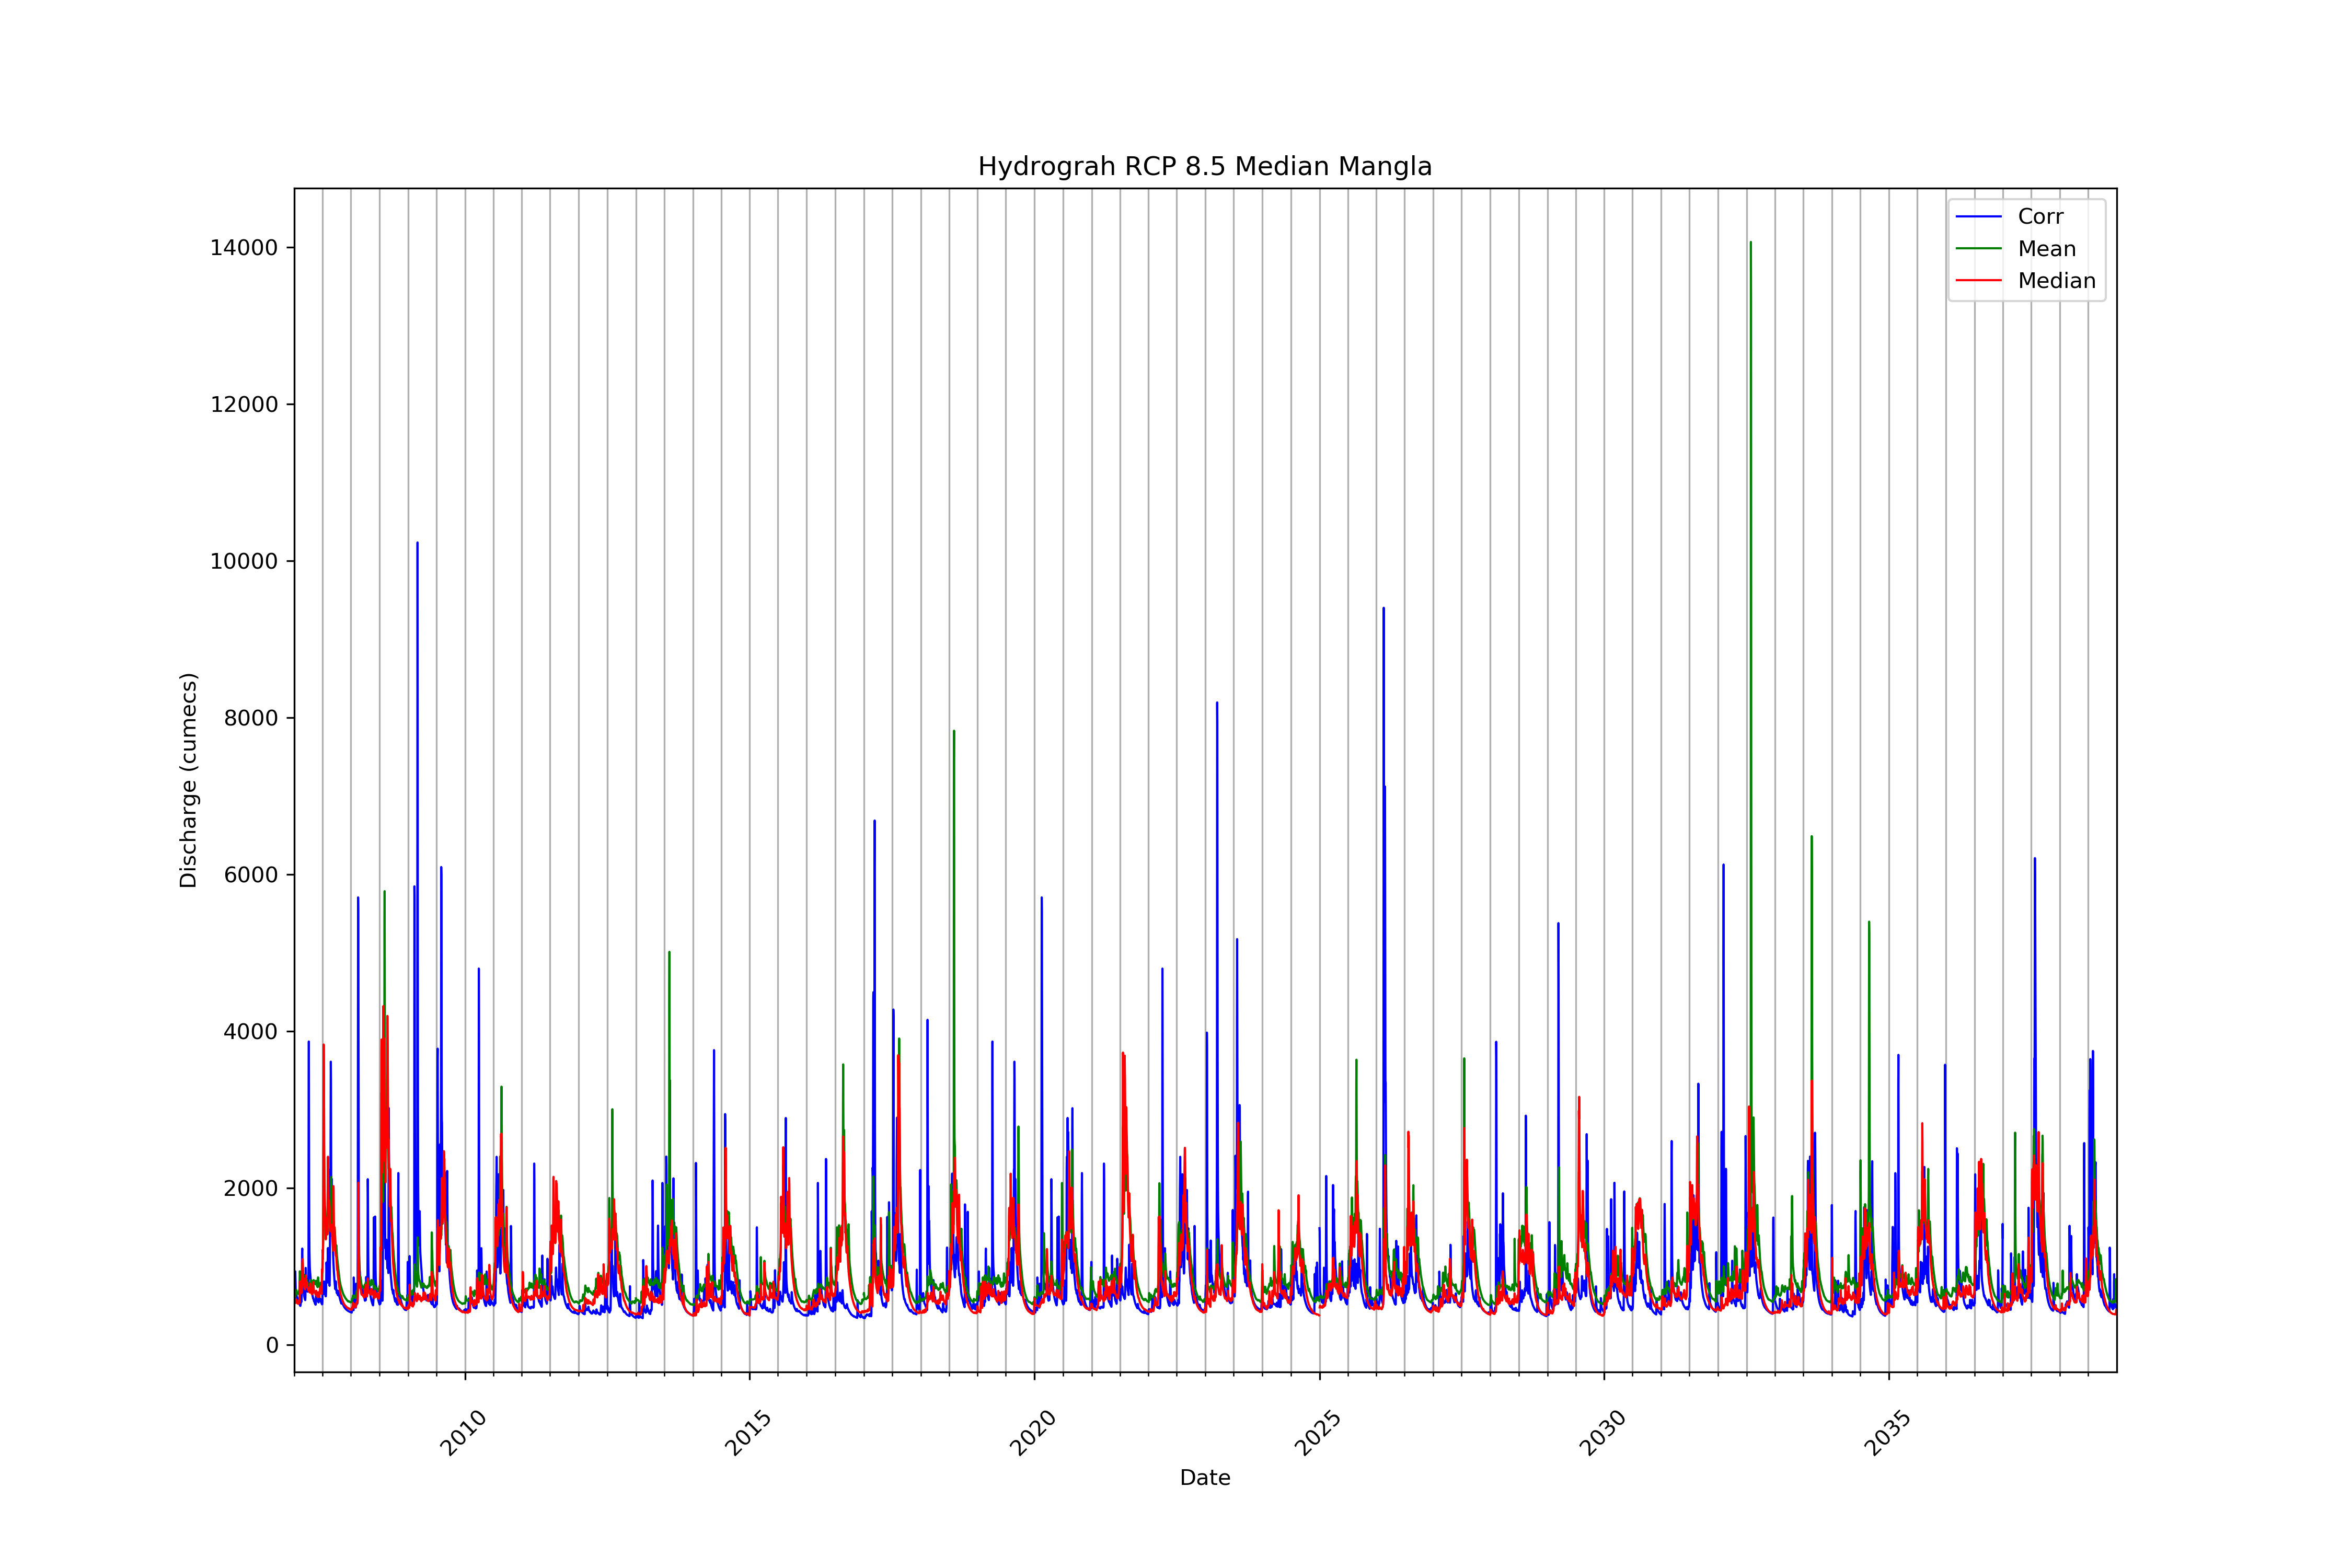 Hydrograh RCP 8.5 Median Mangla
Corr
Mean
Median
14000
12000
10000
8000
6000
4000
2000
0
Discharge (cumecs)
2010
2015
2020
2025
2030
2035
Date